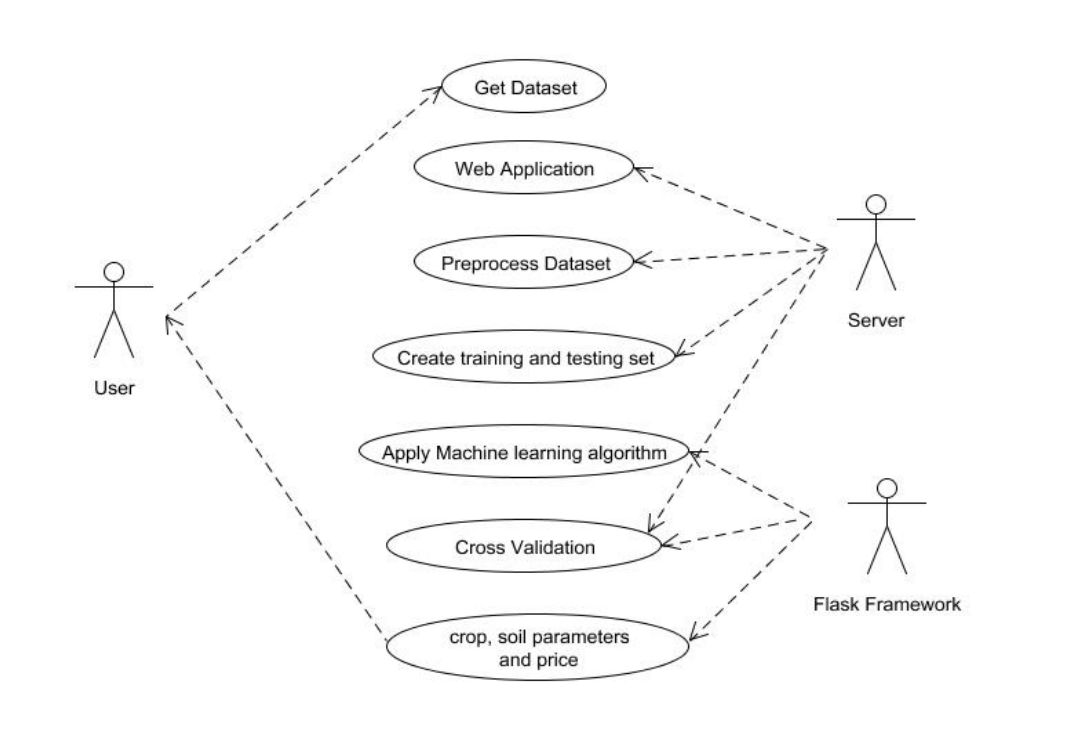 Get Dataset
Web Application
Preprocess Dataset
Server
Create training and testing set
User
Apply Machine learning algorithm
Cross Validation
Flask Framework
crop, soil parameters
and price